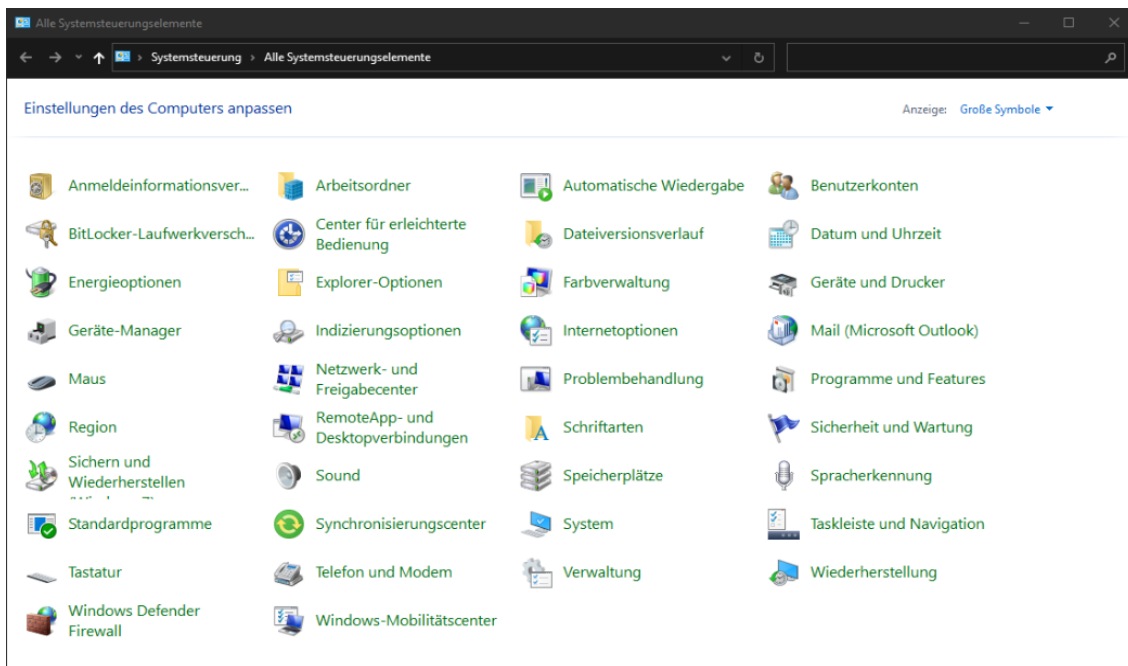 Alle Systemsteuerungselemente
Systemsteuerung › Alle Systemsteuerungselemente
Einstellungen des Computers anpassen
Anzeige: Große Symbole
Anmeldeinformationsver...
Arbeitsordner
Automatische Wiedergabe
Benutzerkonten
BitLocker-Laufwerkversch...
Center für erleichterte
Bedienung
Dateiversionsverlauf
Datum und Uhrzeit
Energieoptionen
Explorer-Optionen
Farbverwaltung
Geräte und Drucker
Geräte-Manager
Indizierungsoptionen
Internetoptionen
Mail (Microsoft Outlook)
Maus
Netzwerk- und
Freigabecenter
Problembehandlung
Programme und Features
Region
RemoteApp- und
Desktopverbindungen
Schriftarten
Sicherheit und Wartung
Sichern und
Wiederherstellen
Sound
Speicherplätze
Spracherkennung
Standardprogramme
Synchronisierungscenter
System
Taskleiste und Navigation
Tastatur
Telefon und Modem
Verwaltung
Wiederherstellung
Windows Defender
Firewall
Windows-Mobilitätscenter